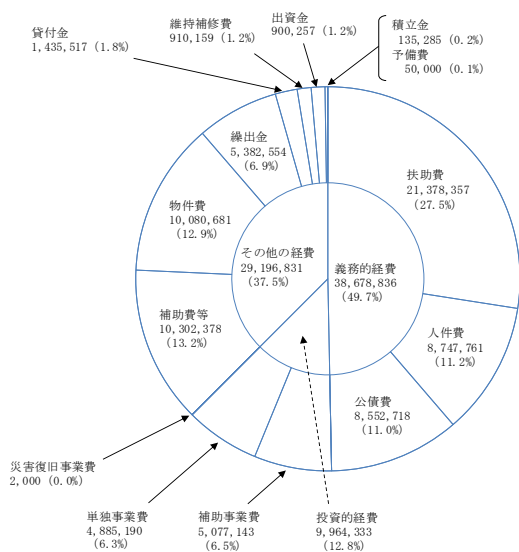 貸付金
1,435,517 (1.8%)
維持補修費
910,159 (1.2%)
出資金
900,257 (1.2%)
積立金
135,285 (0.2%)
予備費
50,000 (0.1%)
繰出金
5,382,554
(6.9%)
扶助費
21,378,357
(27.5%)
物件費
10,080,681
(12.9%)
その他の経費
29,196,831
(37.5%)
義務的経費
38,678,836
(49.7%)
補助費等
10,302,378
(13.2%)
人件費
8,747,761
(11.2%)
公債費
8,552,718
(11.0%)
災害復旧事業費
2,000 (0.0%)
単独事業費
4,885,190
(6.3%)
補助事業費
5,077,143
(6.5%)
投資的経費
9,964,333
(12.8%)